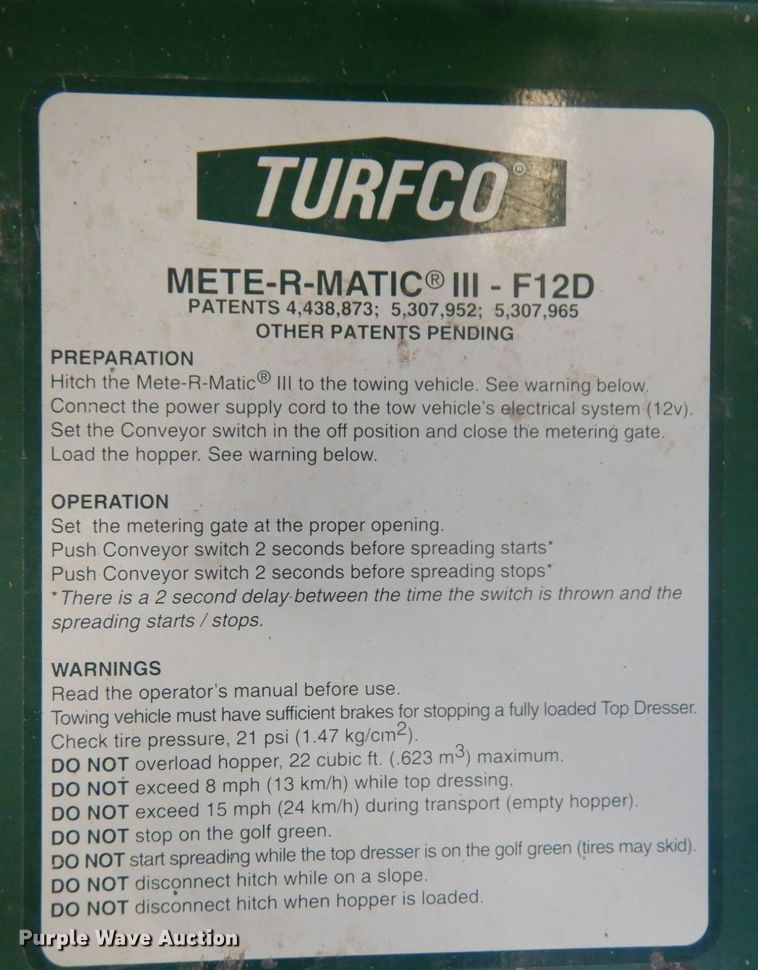 TURFCO®
METE-R-MATIC® III - F12D
PATENTS 4,438,873; 5,307,952; 5,307,965
OTHER PATENTS PENDING
PREPARATION
Hitch the Mete-R-Matic® III to the towing vehicle. See warning below.
Connect the power supply cord to the tow vehicle's electrical system (12v).
Set the Conveyor switch in the off position and close the metering gate.
Load the hopper. See warning below.
OPERATION
Set the metering gate at the proper opening.
Push Conveyor switch 2 seconds before spreading starts*
Push Conveyor switch 2 seconds before spreading stops*
*There is a 2 second delay between the time the switch is thrown and the
spreading starts / stops.
WARNINGS
Read the operator's manual before use.
Towing vehicle must have sufficient brakes for stopping a fully loaded Top Dresser.
Check tire pressure, 21 psi (1.47 kg/cm²).
DO NOT overload hopper, 22 cubic ft. (.623 m³) maximum.
DO NOT exceed 8 mph (13 km/h) while top dressing.
DO NOT exceed 15 mph (24 km/h) during transport (empty hopper).
DO NOT stop on the golf green.
DO NOT start spreading while the top dresser is on the golf green (tires may skid).
DO NOT disconnect hitch while on a slope.
DO NOT disconnect hitch when hopper is loaded.
Purple Wave Auction